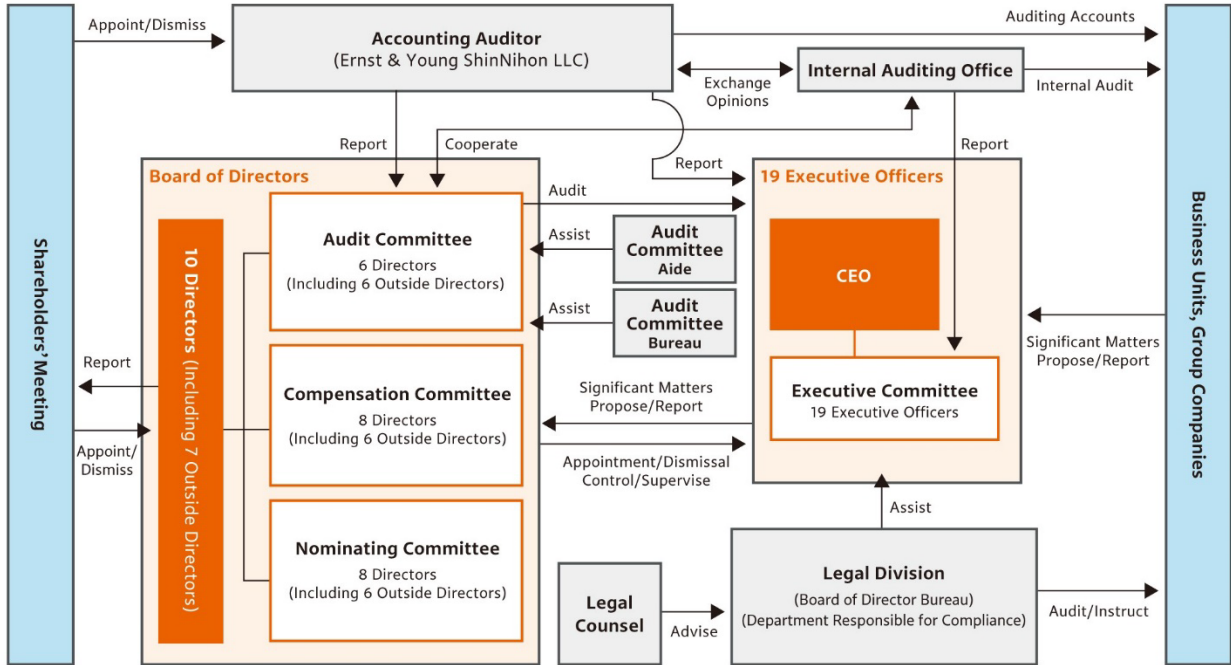 Appoint/Dismiss
Accounting Auditor
(Ernst & Young ShinNihon LLC)
Auditing Accounts
Exchange
Opinions
Internal Auditing Office
Internal Audit
Report
Cooperate
Report
Report
Board of Directors
19 Executive Officers
Shareholders' Meeting
10 Directors (Including 7 Outside Directors)
Audit Committee
6 Directors
(Including 6 Outside Directors)
Audit
Assist
Audit
Committee
Aide
Assist
Audit
Committee
Bureau
CEO
Business Units, Group Companies
Report
Appoint/
Dismiss
Compensation Committee
8 Directors
(Including 6 Outside Directors)
Significant Matters
Propose/Report
Appointment/Dismissal
Control/Supervise
Executive Committee
19 Executive Officers
Significant Matters
Propose/Report
Nominating Committee
8 Directors
(Including 6 Outside Directors)
Assist
Legal
Counsel
Advise
Legal Division
(Board of Director Bureau)
(Department Responsible for Compliance)
Audit/Instruct